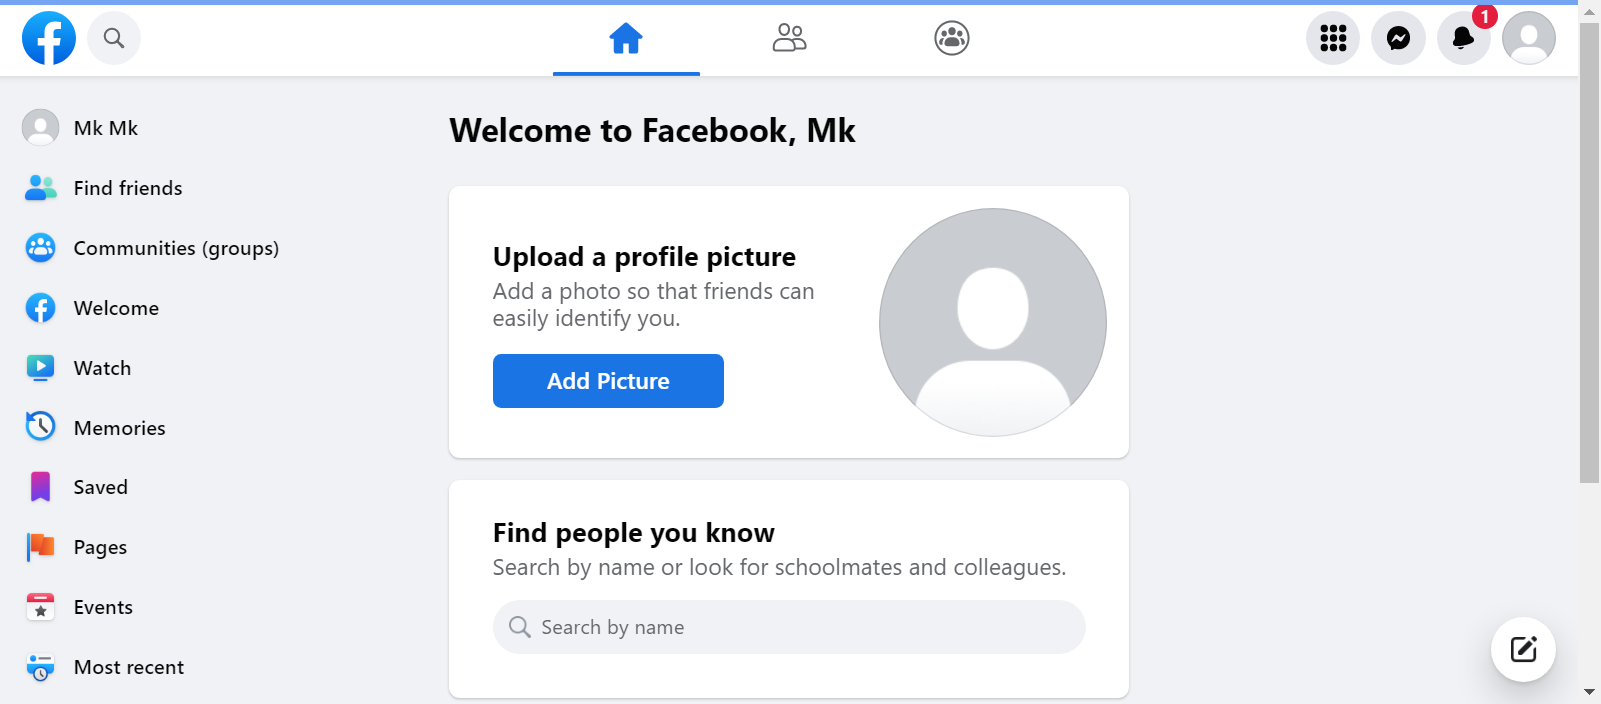 1
Mk Mk
Find friends
Communities (groups)
Welcome
Watch
Memories
Saved
Pages
Events
Most recent
Welcome to Facebook, Mk
Upload a profile picture
Add a photo so that friends can
easily identify you.
Add Picture
Find people you know
Search by name or look for schoolmates and colleagues.
Search by name